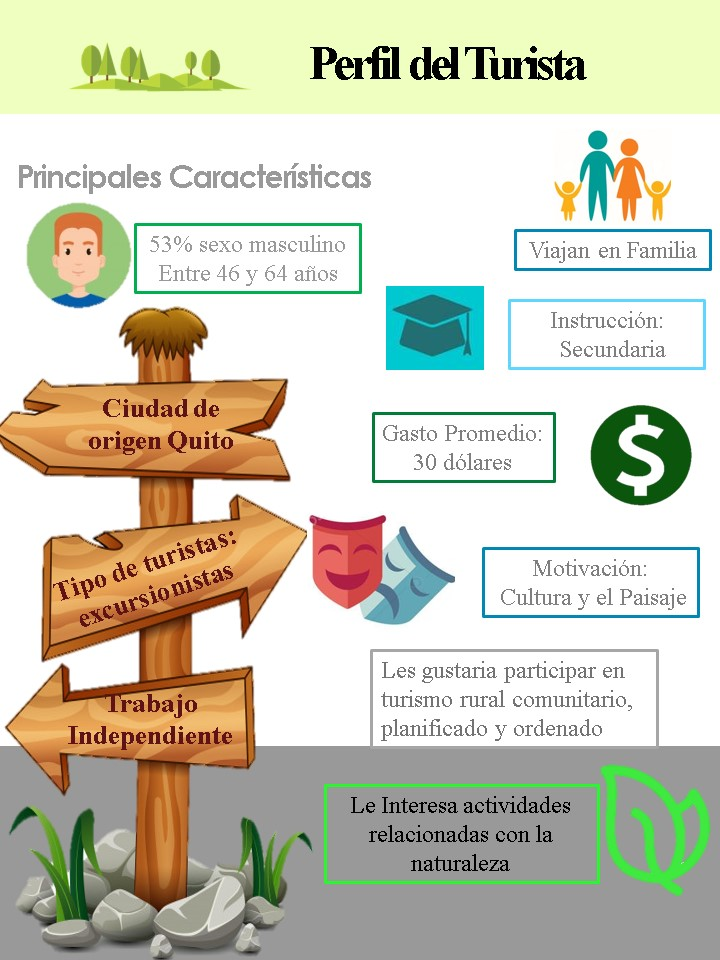 Perfil del Turista
Principales Características
53% sexo masculino
Entre 46 y 64 años
Viajan en Familia
Instrucción:
Secundaria
Ciudad de
origen Quito
Gasto Promedio:
30 dólares
Tipo de turistas:
excursionistas
Motivación:
Cultura y el Paisaje
Trabajo
Independiente
Les gustaria participar en
turismo rural comunitario,
planificado y ordenado
Le Interesa actividades
relacionadas con la
naturaleza